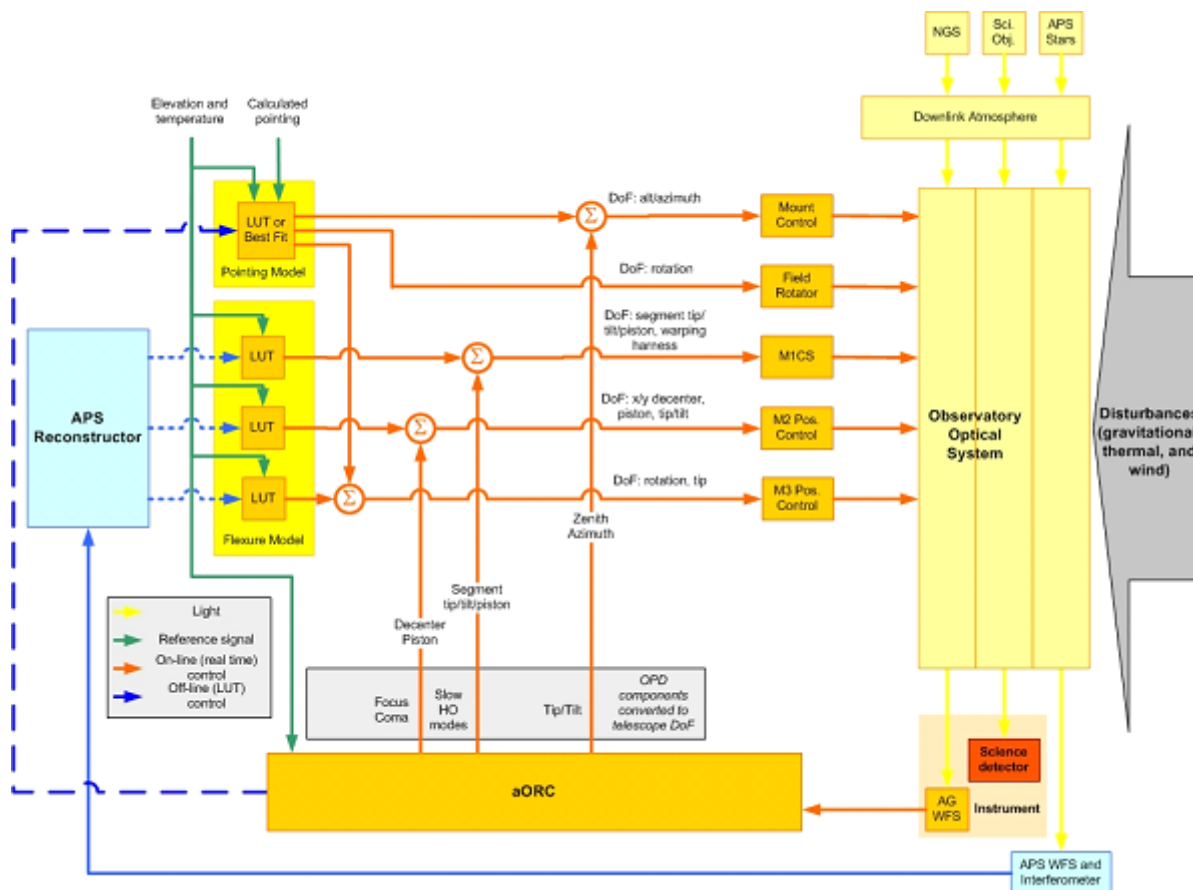 NGS
Sci.
Obj.
APS
Stars
Elevation and
temperature
Calculated
pointing
Downlink Atmosphere
LUT or
Best Fit
Pointing Model
Σ
DoF: alt/azimuth
Mount
Control
DoF: rotation
Field
Rotator
DoF: segment tip/
tilt/piston, warping
harness
LUT
Σ
M1CS
APS
Reconstructor
DoF: x/y decenter,
piston, tip/tilt
LUT
Σ
M2 Pos.
Control
Observatory
Optical
System
Disturbances
(gravitational
thermal, and
wind)
DoF: rotation, tip
LUT
Σ
M3 Pos.
Control
Flexure Model
Zenith
Azimuth
Segment
tip/tilt/piston
Decenter
Piston
Light
Reference signal
On-line (real time)
control
Off-line (LUT)
control
Focus
Coma
Slow
HO
modes
Tip/Tilt
OPD
components
converted to
telescope DoF
aORC
Science
detector
AG
WFS
Instrument
APS WFS and
Interferometer